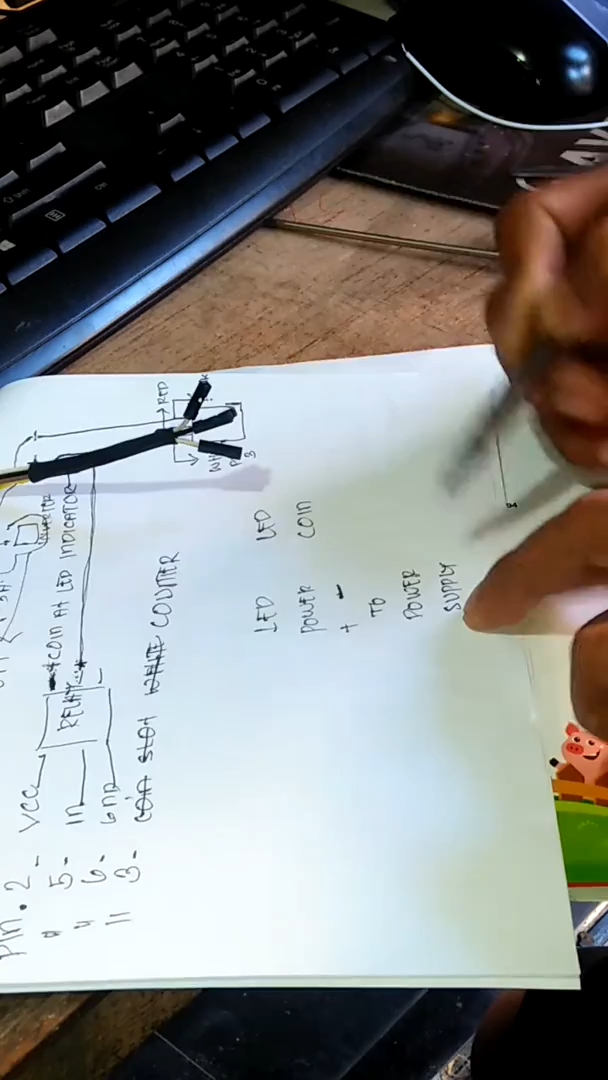 RED
Pin. 2 - VCC
" 5 - IN
" 6 - GND
" 3 - COIN SLOT WHITE COUNTER
RELAY
COIN At LED INDICATOR
LED LED
POWER COIN
+ -
TO
POWER
SUPPLY